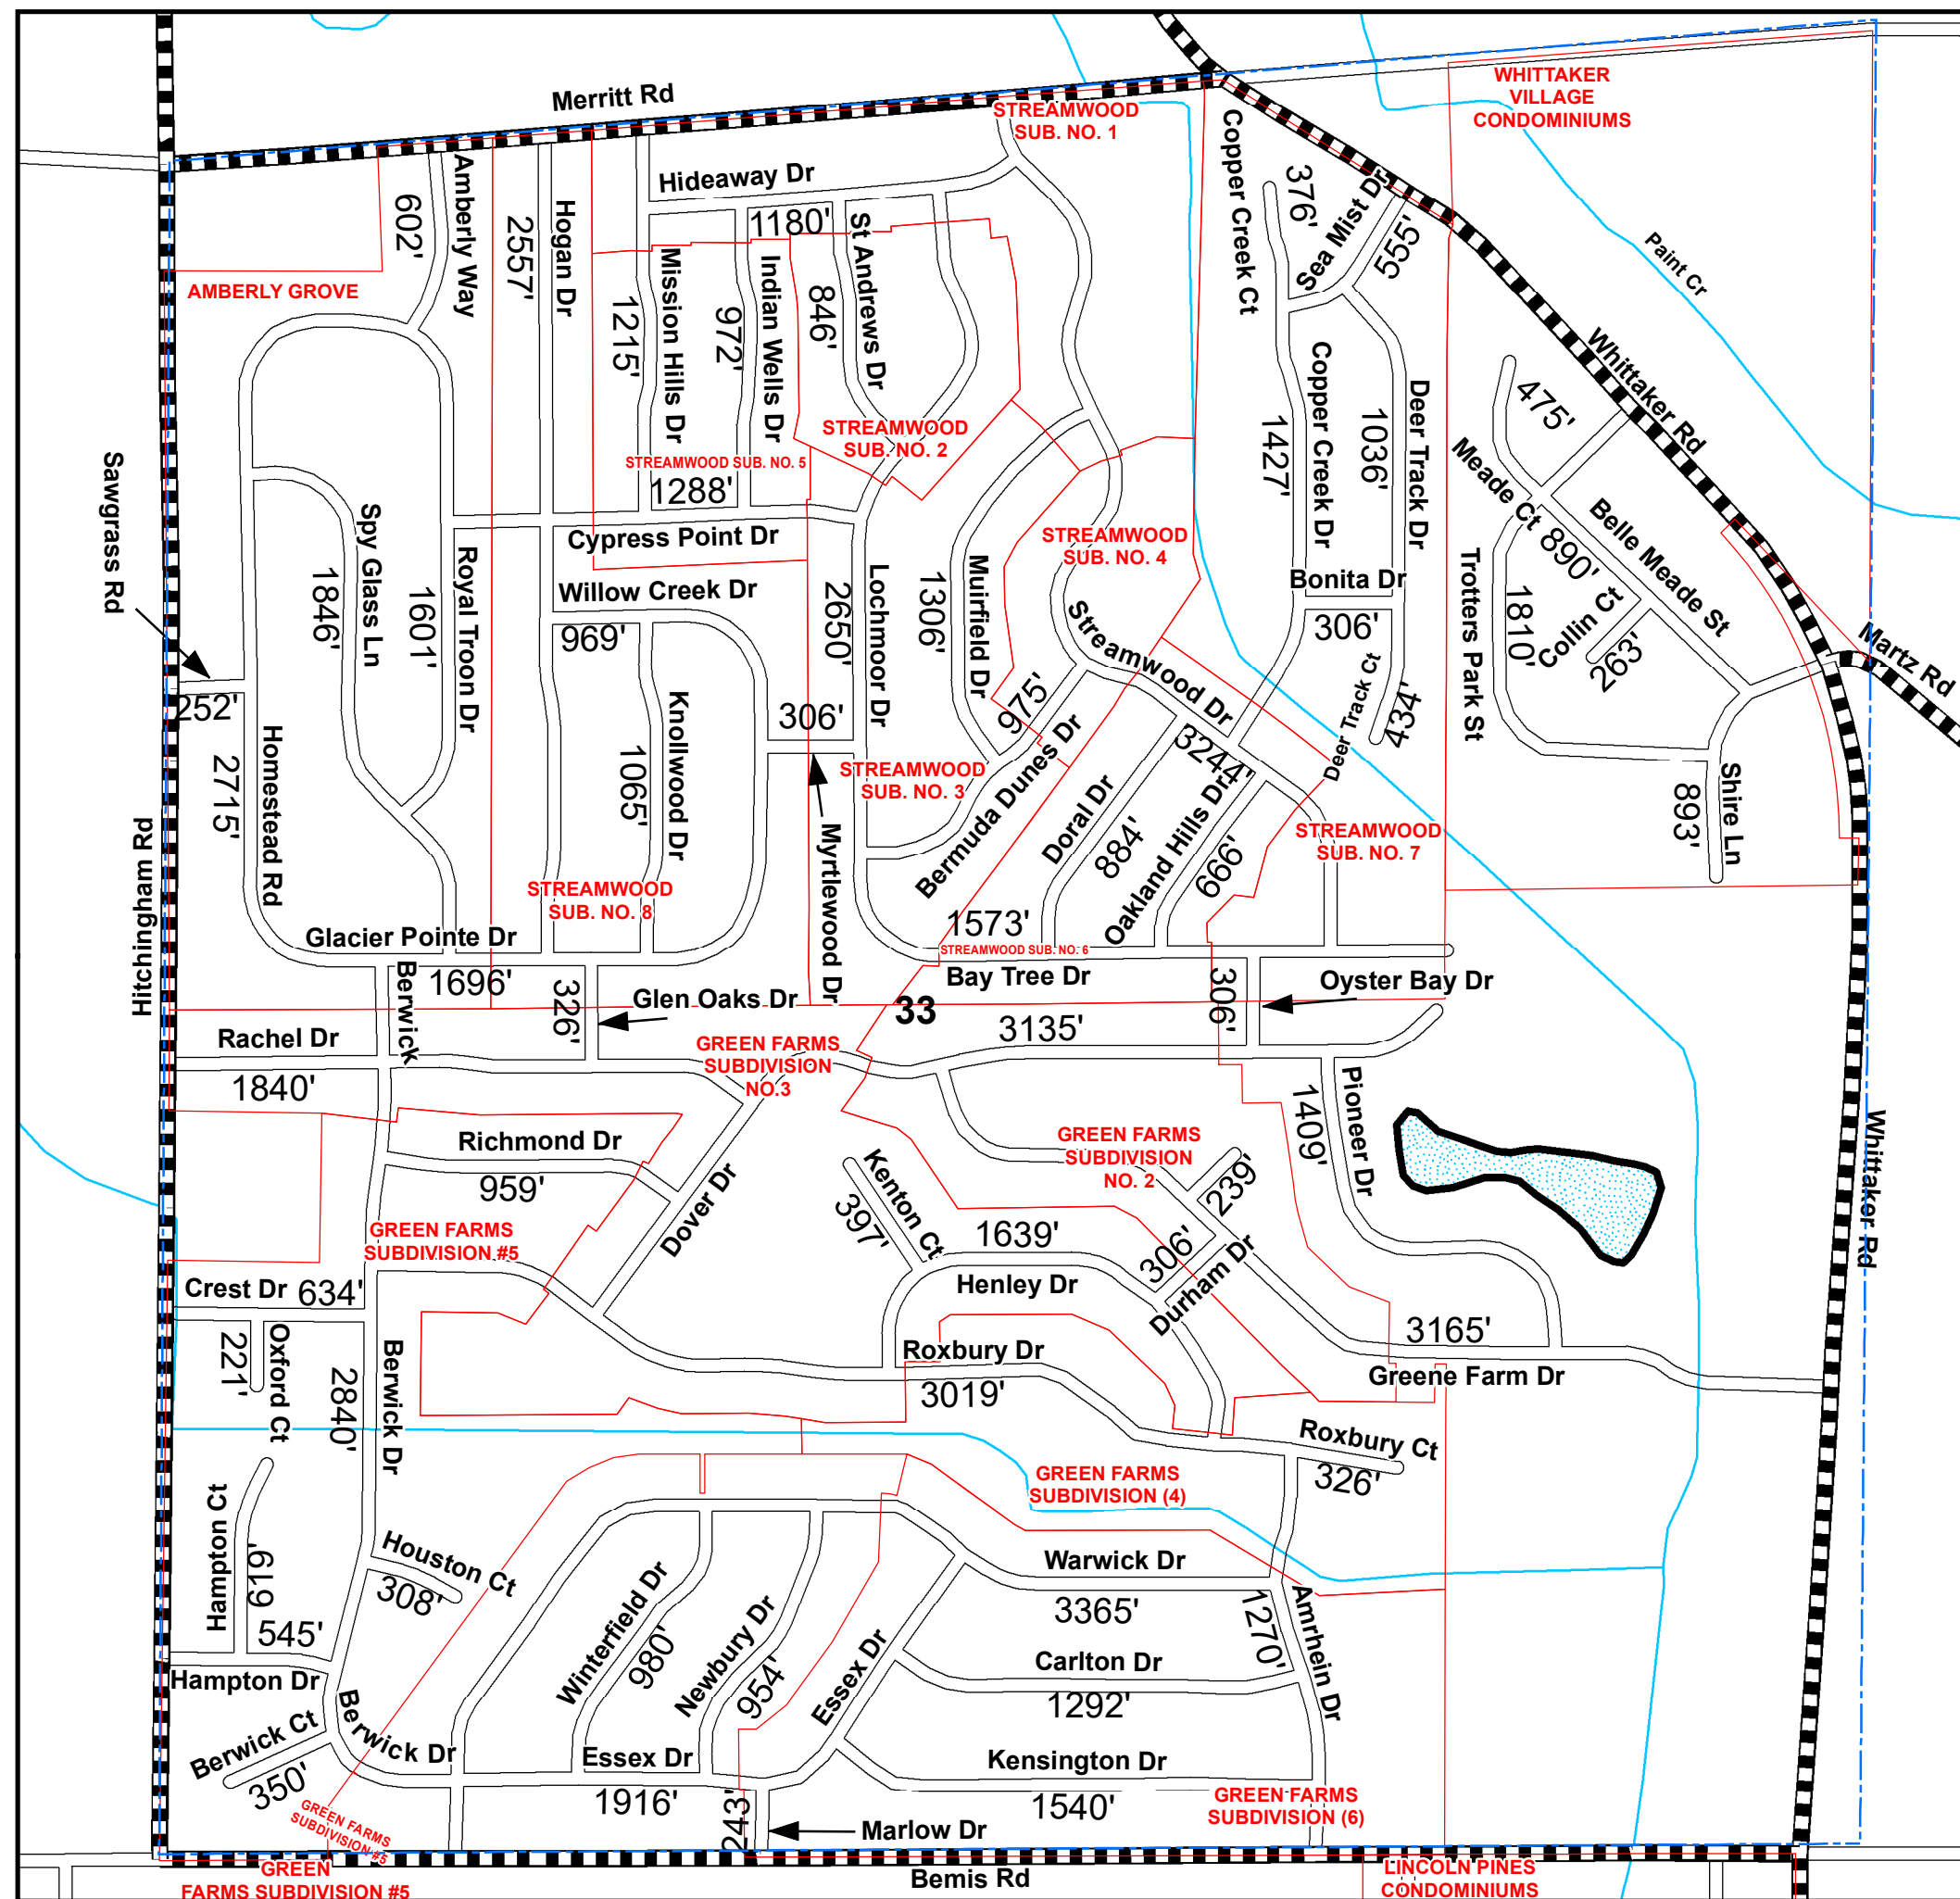 Merritt Rd
STREAMWOOD
SUB. NO. 1
WHITTAKER
VILLAGE
CONDOMINIUMS
Hideaway Dr
1180'
Amberly Way
602'
Hogan Dr
2557'
AMBERLY GROVE
Mission Hills Dr
1215'
Indian Wells Dr
972'
St Andrews Dr
846'
Copper Creek Ct
376'
Sea Mist Dr
555'
Paint Cr
Whittaker Rd
STREAMWOOD
SUB. NO. 2
STREAMWOOD SUB. NO. 5
1288'
Cypress Point Dr
Copper Creek Dr
1427'
Deer Track Dr
1036'
475'
Meade Ct
890'
Belle Meade St
Sawgrass Rd
252'
Spy Glass Ln
1846'
Royal Troon Dr
1601'
STREAMWOOD
SUB. NO. 4
Willow Creek Dr
969'
Lochmoor Dr
2650'
Muirfield Dr
1306'
Bonita Dr
306'
Trotters Park St
1810'
Collin Ct
263'
Martz Rd
Streamwood Dr
3244'
Homestead Rd
2715'
Knollwood Dr
1065'
306'
975'
Bermuda Dunes Dr
Deer Track Ct
434'
STREAMWOOD
SUB. NO. 3
Doral Dr
884'
Oakland Hills Dr
666'
STREAMWOOD
SUB. NO. 7
Shire Ln
893'
Hitchingham Rd
STREAMWOOD
SUB. NO. 8
Myrtlewood Dr
Glacier Pointe Dr
1696'
1573'
STREAMWOOD SUB. NO. 6
Bay Tree Dr
Oyster Bay Dr
306'
Berwick
326'
Glen Oaks Dr
33
3135'
Rachel Dr
1840'
GREEN FARMS
SUBDIVISION
NO.3
Pioneer Dr
1409'
Richmond Dr
959'
GREEN FARMS
SUBDIVISION
NO. 2
239'
Dover Dr
Kenton Ct
397'
1639'
Henley Dr
306'
Durham Dr
Whittaker Rd
GREEN FARMS
SUBDIVISION #5
Crest Dr
634'
Oxford Ct
221'
Berwick Dr
2840'
Roxbury Dr
3019'
3165'
Greene Farm Dr
Roxbury Ct
326'
GREEN FARMS
SUBDIVISION (4)
Hampton Ct
619'
Houston Ct
308'
545'
Hampton Dr
Winterfield Dr
980'
Newbury Dr
954'
Essex Dr
Warwick Dr
3365'
Amrhein Dr
1270'
Carlton Dr
1292'
Berwick Ct
350'
Berwick Dr
Essex Dr
1916'
Kensington Dr
1540'
GREEN FARMS
SUBDIVISION (6)
243'
Marlow Dr
GREEN FARMS
SUBDIVISION #5
Bemis Rd
GREEN
FARMS SUBDIVISION #5
LINCOLN PINES
CONDOMINIUMS